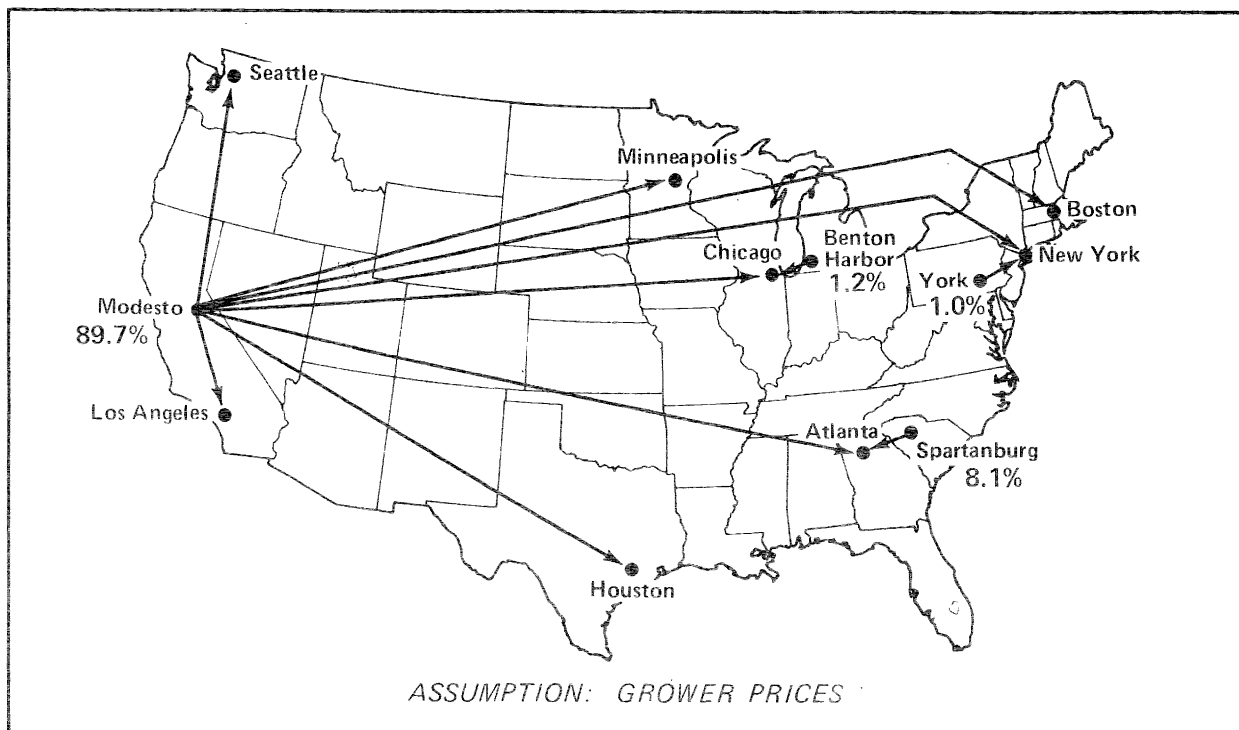 Seattle
Minneapolis
Boston
Chicago
Benton
Harbor
1.2%
New York
York
1.0%
Modesto
89.7%
Los Angeles
Atlanta
Spartanburg
8.1%
Houston
ASSUMPTION: GROWER PRICES